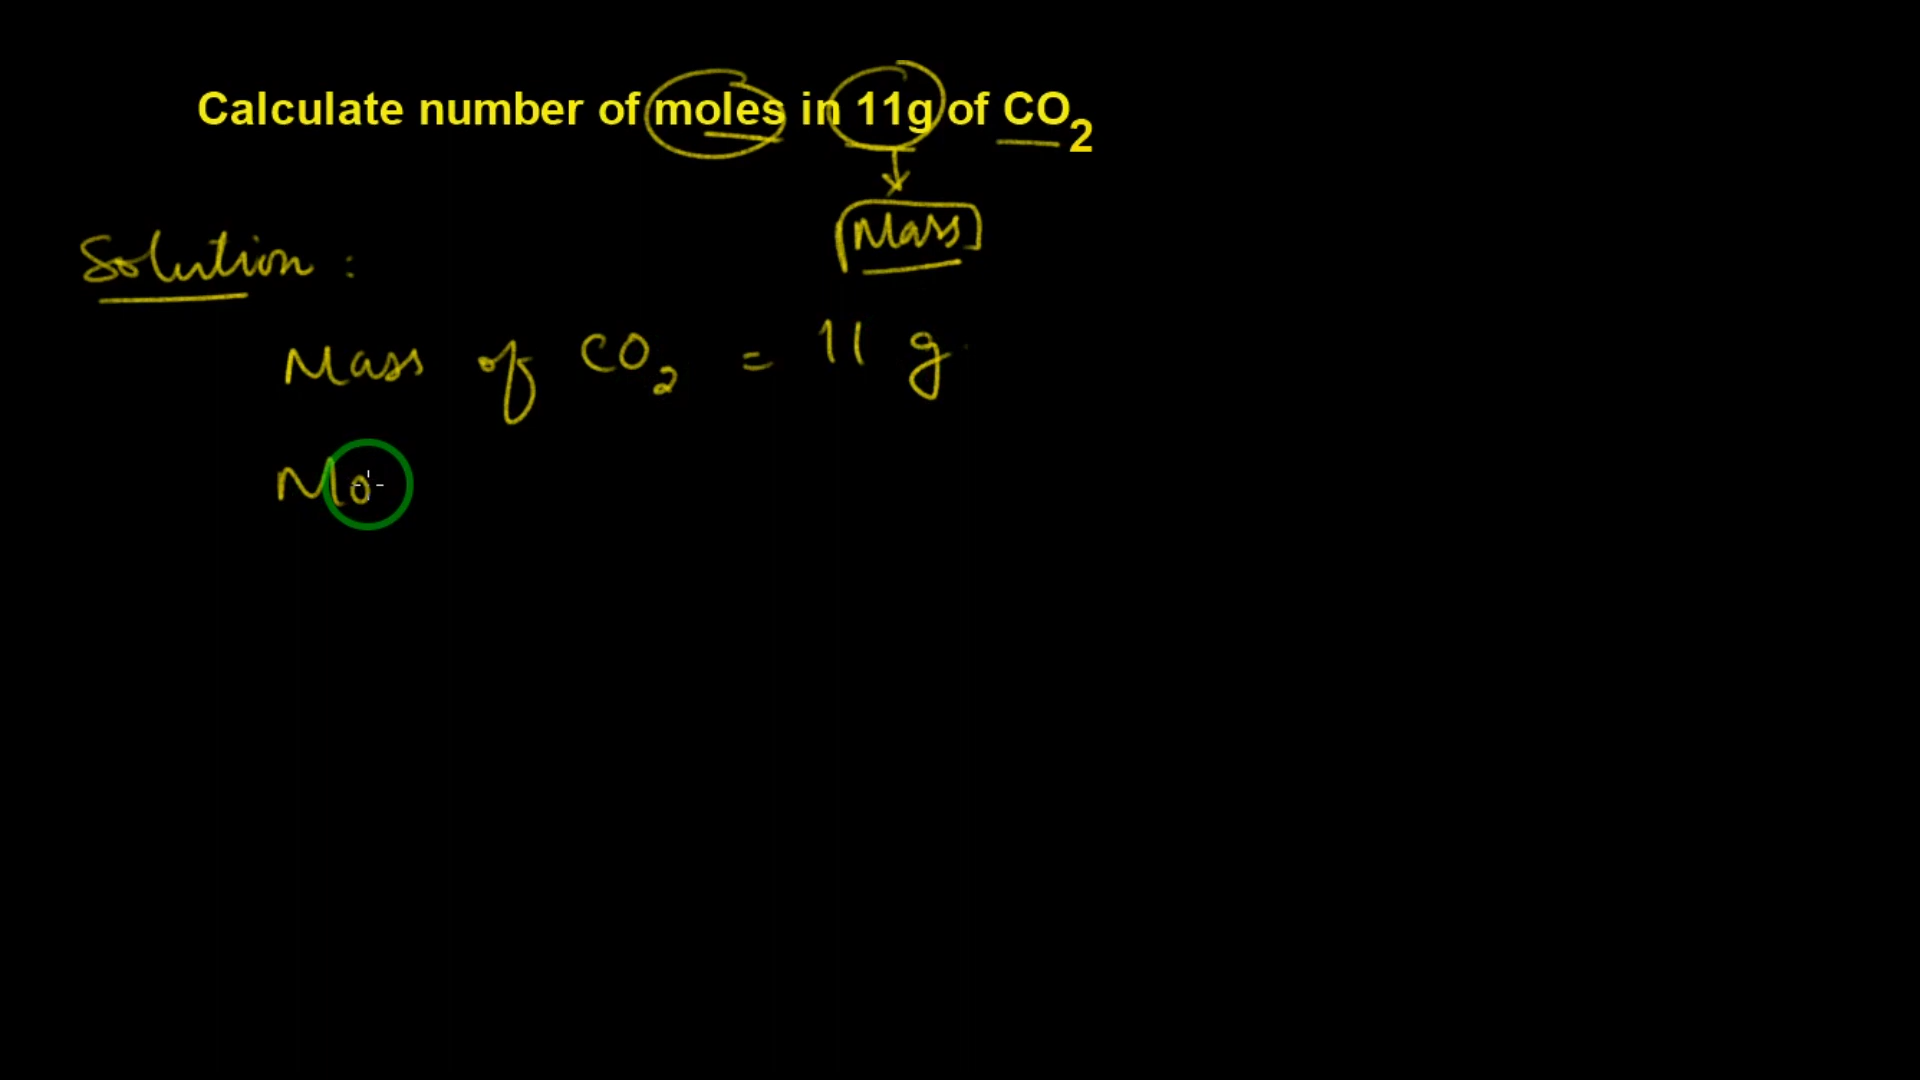 Calculate number of moles in 11g of CO₂
Mass
Solution :
Mass of CO₂ = 11 g
Mo